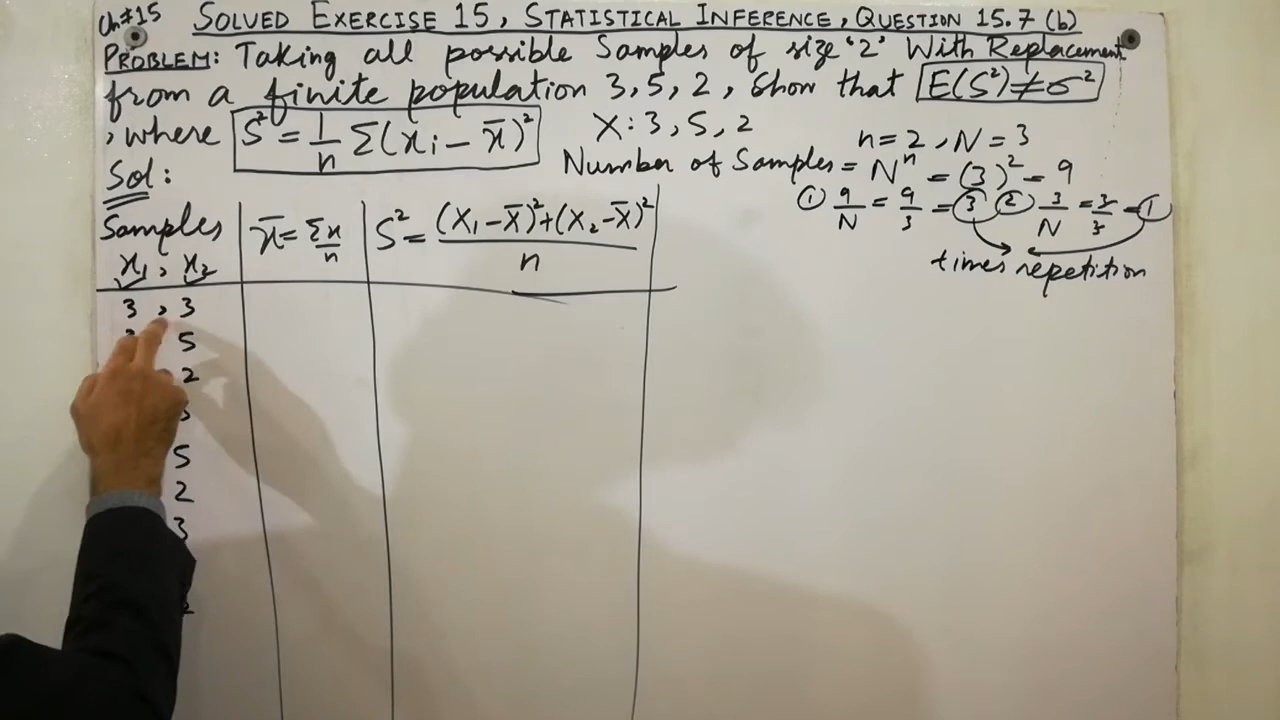 Ch#15 SOLVED EXERCISE 15, STATISTICAL INFERENCE, QUESTION 15.7 (b)
PROBLEM: Taking all possible Samples of size '2' With Replacement
from a finite population 3, 5, 2, Show that E(S²) ≠ σ²
, where S² = 1/n Σ(xᵢ - x̄)² X: 3, 5, 2 n = 2, N = 3
Sol: Number of Samples = Nⁿ = (3)² = 9
① 9/N = 9/3 = 3 ② 3/N = 3/3 = 1
times repetition
Samples x̄ = Σx/n S² = (X₁ - X̄)² + (X₂ - X̄)² / n
x₁, x₂
3, 3
5
2
5
2
3